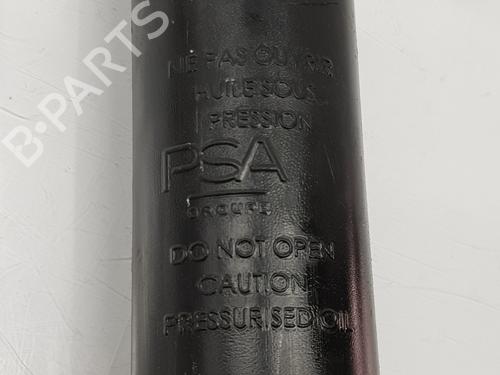 B-PARTS
NE PAS OUVRIR
HUILE SOUS
PRESSION
PSA
GROUPE
DO NOT OPEN
CAUTION
PRESSURISED OIL